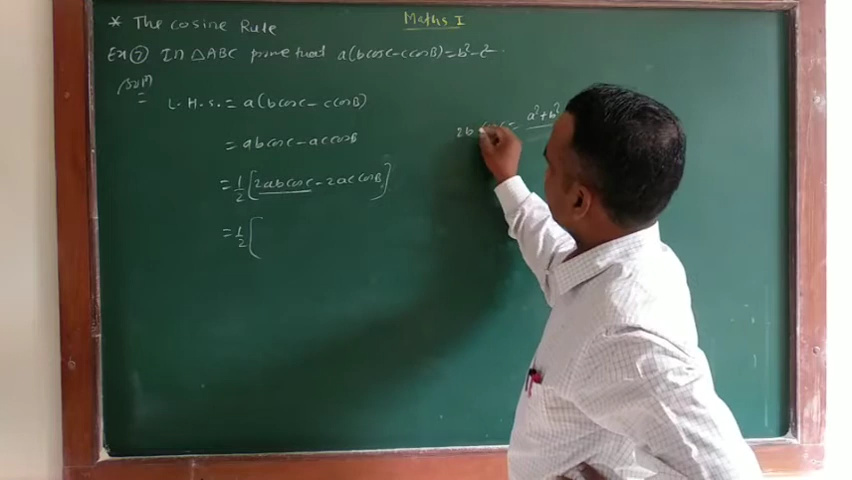 Maths I
* The cosine Rule
Ex ⑦ In △ABC prove that a(bcosc-ccosB)=b²-c².
Soln
L.H.S. = a(bcosc-ccosB)
= abcosc-accosB
= 1/2 [2abcosc-2accosB]
= 1/2 [
2b
a²+b²